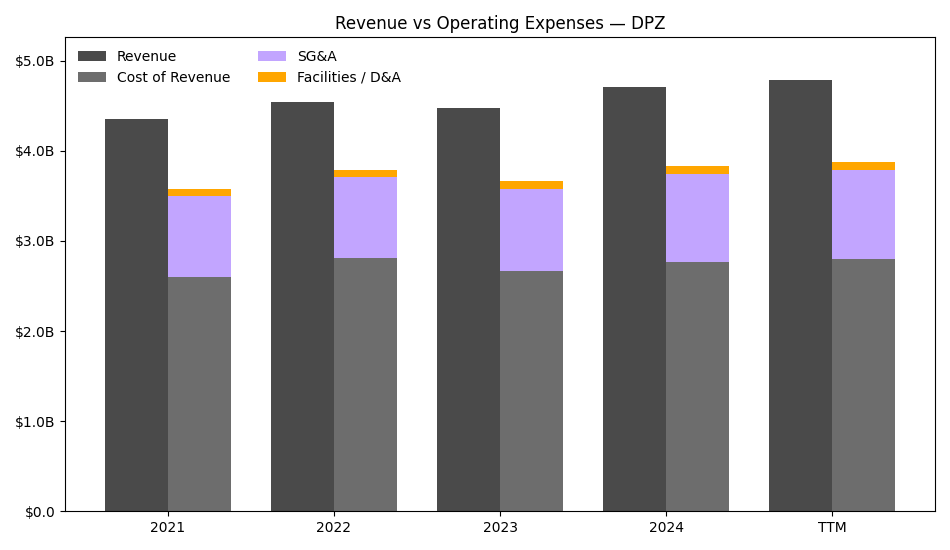 Revenue vs Operating Expenses — DPZ
Revenue
Cost of Revenue
SG&A
Facilities / D&A
$5.0B
$4.0B
$3.0B
$2.0B
$1.0B
$0.0
2021
2022
2023
2024
TTM